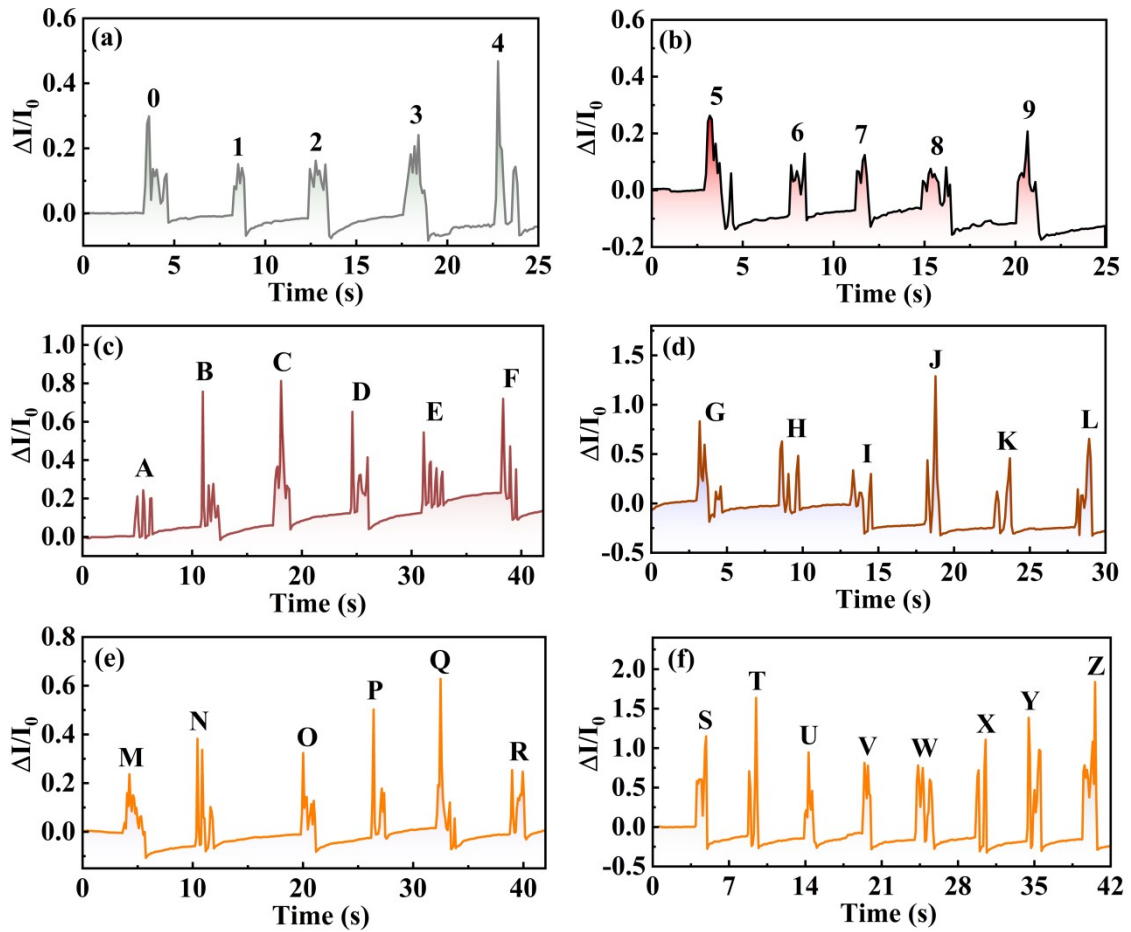 (a)
0.6
0.4
0.2
0.0
ΔI/I0
0
1
2
3
4
0 5 10 15 20 25
Time (s)
(b)
0.6
0.4
0.2
0.0
-0.2
ΔI/I0
5
6
7
8
9
0 5 10 15 20 25
Time (s)
(c)
1.0
0.8
0.6
0.4
0.2
0.0
ΔI/I0
A
B
C
D
E
F
0 10 20 30 40
Time (s)
(d)
1.5
1.0
0.5
0.0
-0.5
ΔI/I0
G
H
I
J
K
L
0 5 10 15 20 25 30
Time (s)
(e)
0.8
0.6
0.4
0.2
0.0
ΔI/I0
M
N
O
P
Q
R
0 10 20 30 40
Time (s)
(f)
2.0
1.5
1.0
0.5
0.0
-0.5
ΔI/I0
S
T
U
V
W
X
Y
Z
0 7 14 21 28 35 42
Time (s)